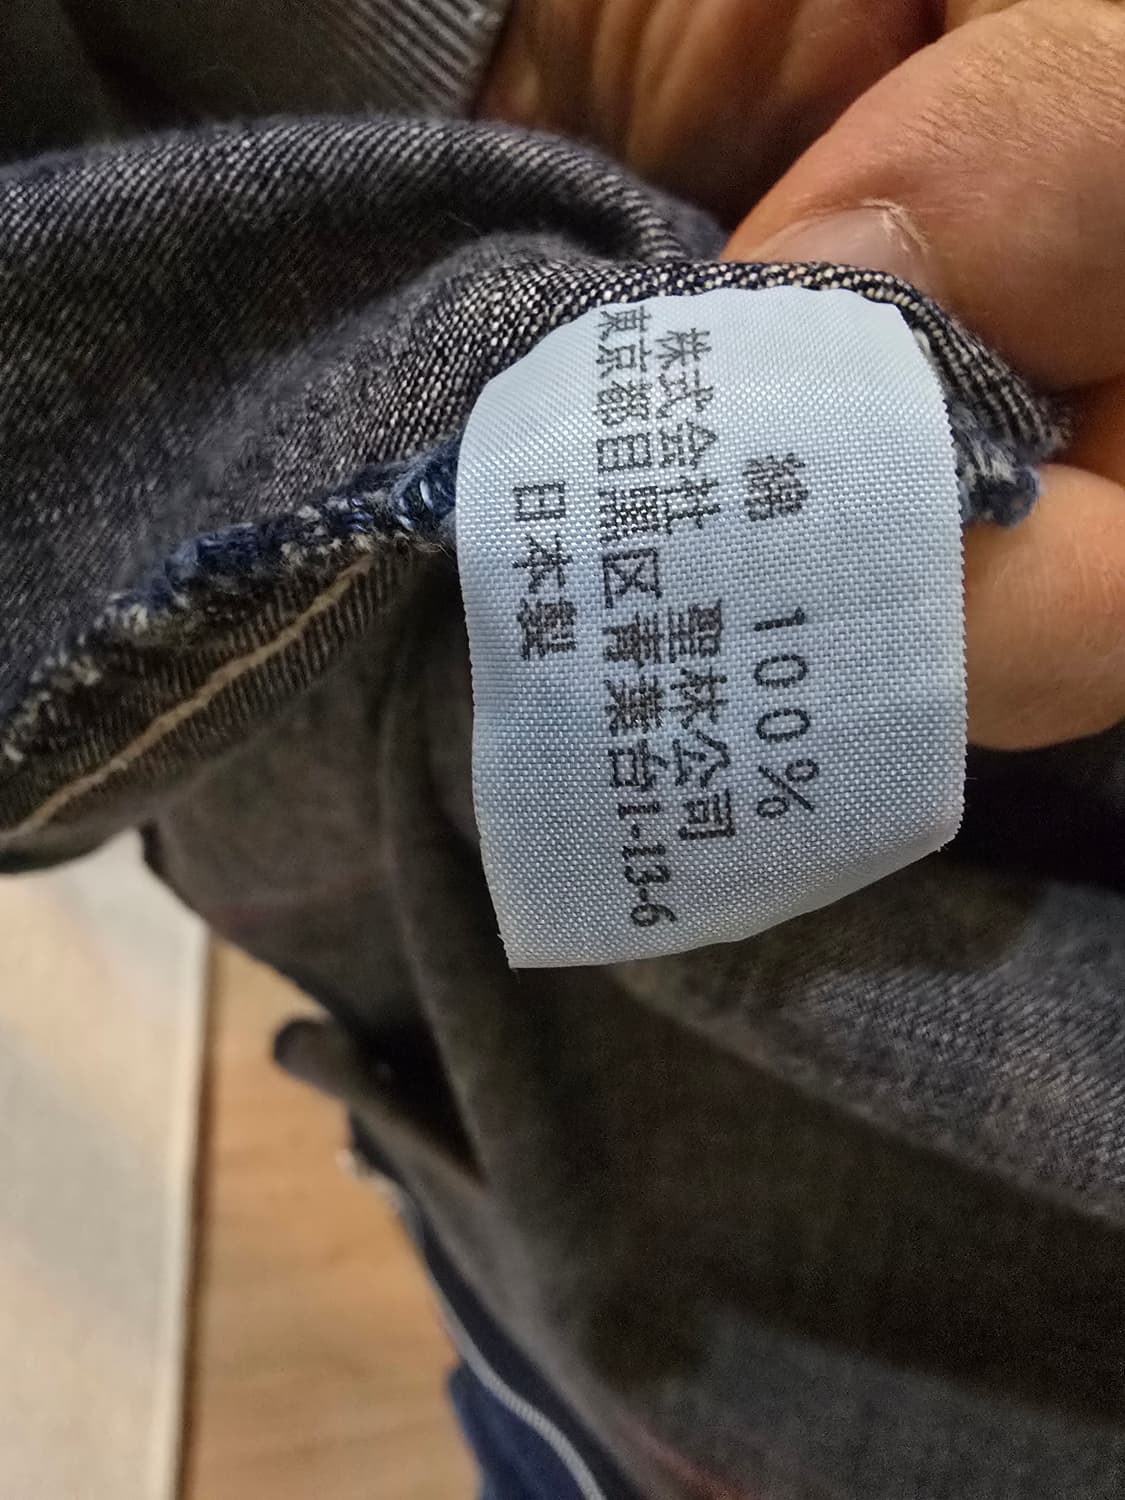 綿 100%
株式会社 聖林公司
東京都目黒区青葉台1-13-6
日本製